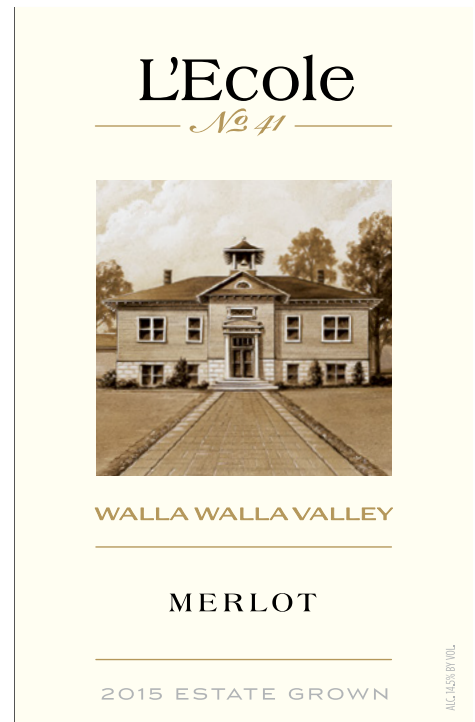 L'Ecole
No 41
WALLA WALLA VALLEY
MERLOT
2015 ESTATE GROWN
ALC. 14.5% BY VOL.